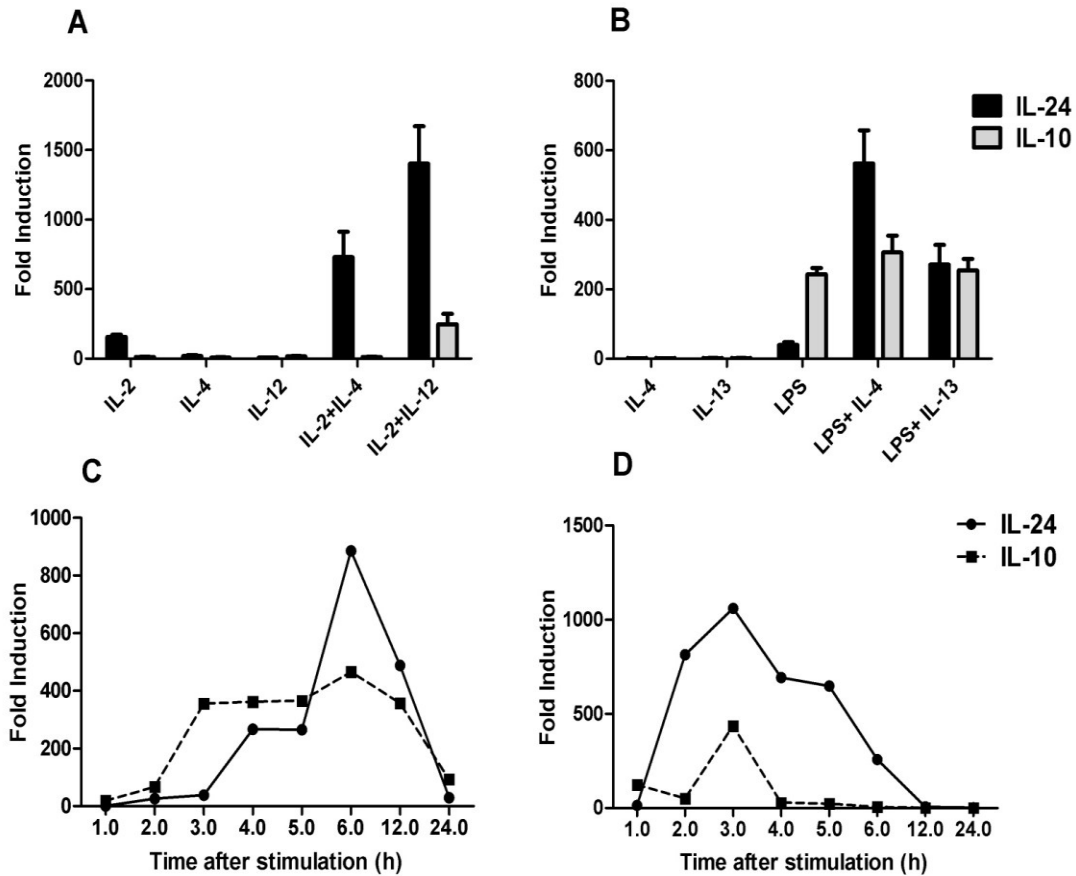 A
Fold Induction
2000
1500
1000
500
0
IL-2
IL-4
IL-12
IL-2+IL-4
IL-2+IL-12
B
Fold Induction
800
600
400
200
0
IL-4
IL-13
LPS
LPS+ IL-4
LPS+ IL-13
IL-24
IL-10
C
Fold Induction
1000
800
600
400
200
0
1.0 2.0 3.0 4.0 5.0 6.0 12.0 24.0
Time after stimulation (h)
D
Fold Induction
1500
1000
500
0
1.0 2.0 3.0 4.0 5.0 6.0 12.0 24.0
Time after stimulation (h)
IL-24
IL-10